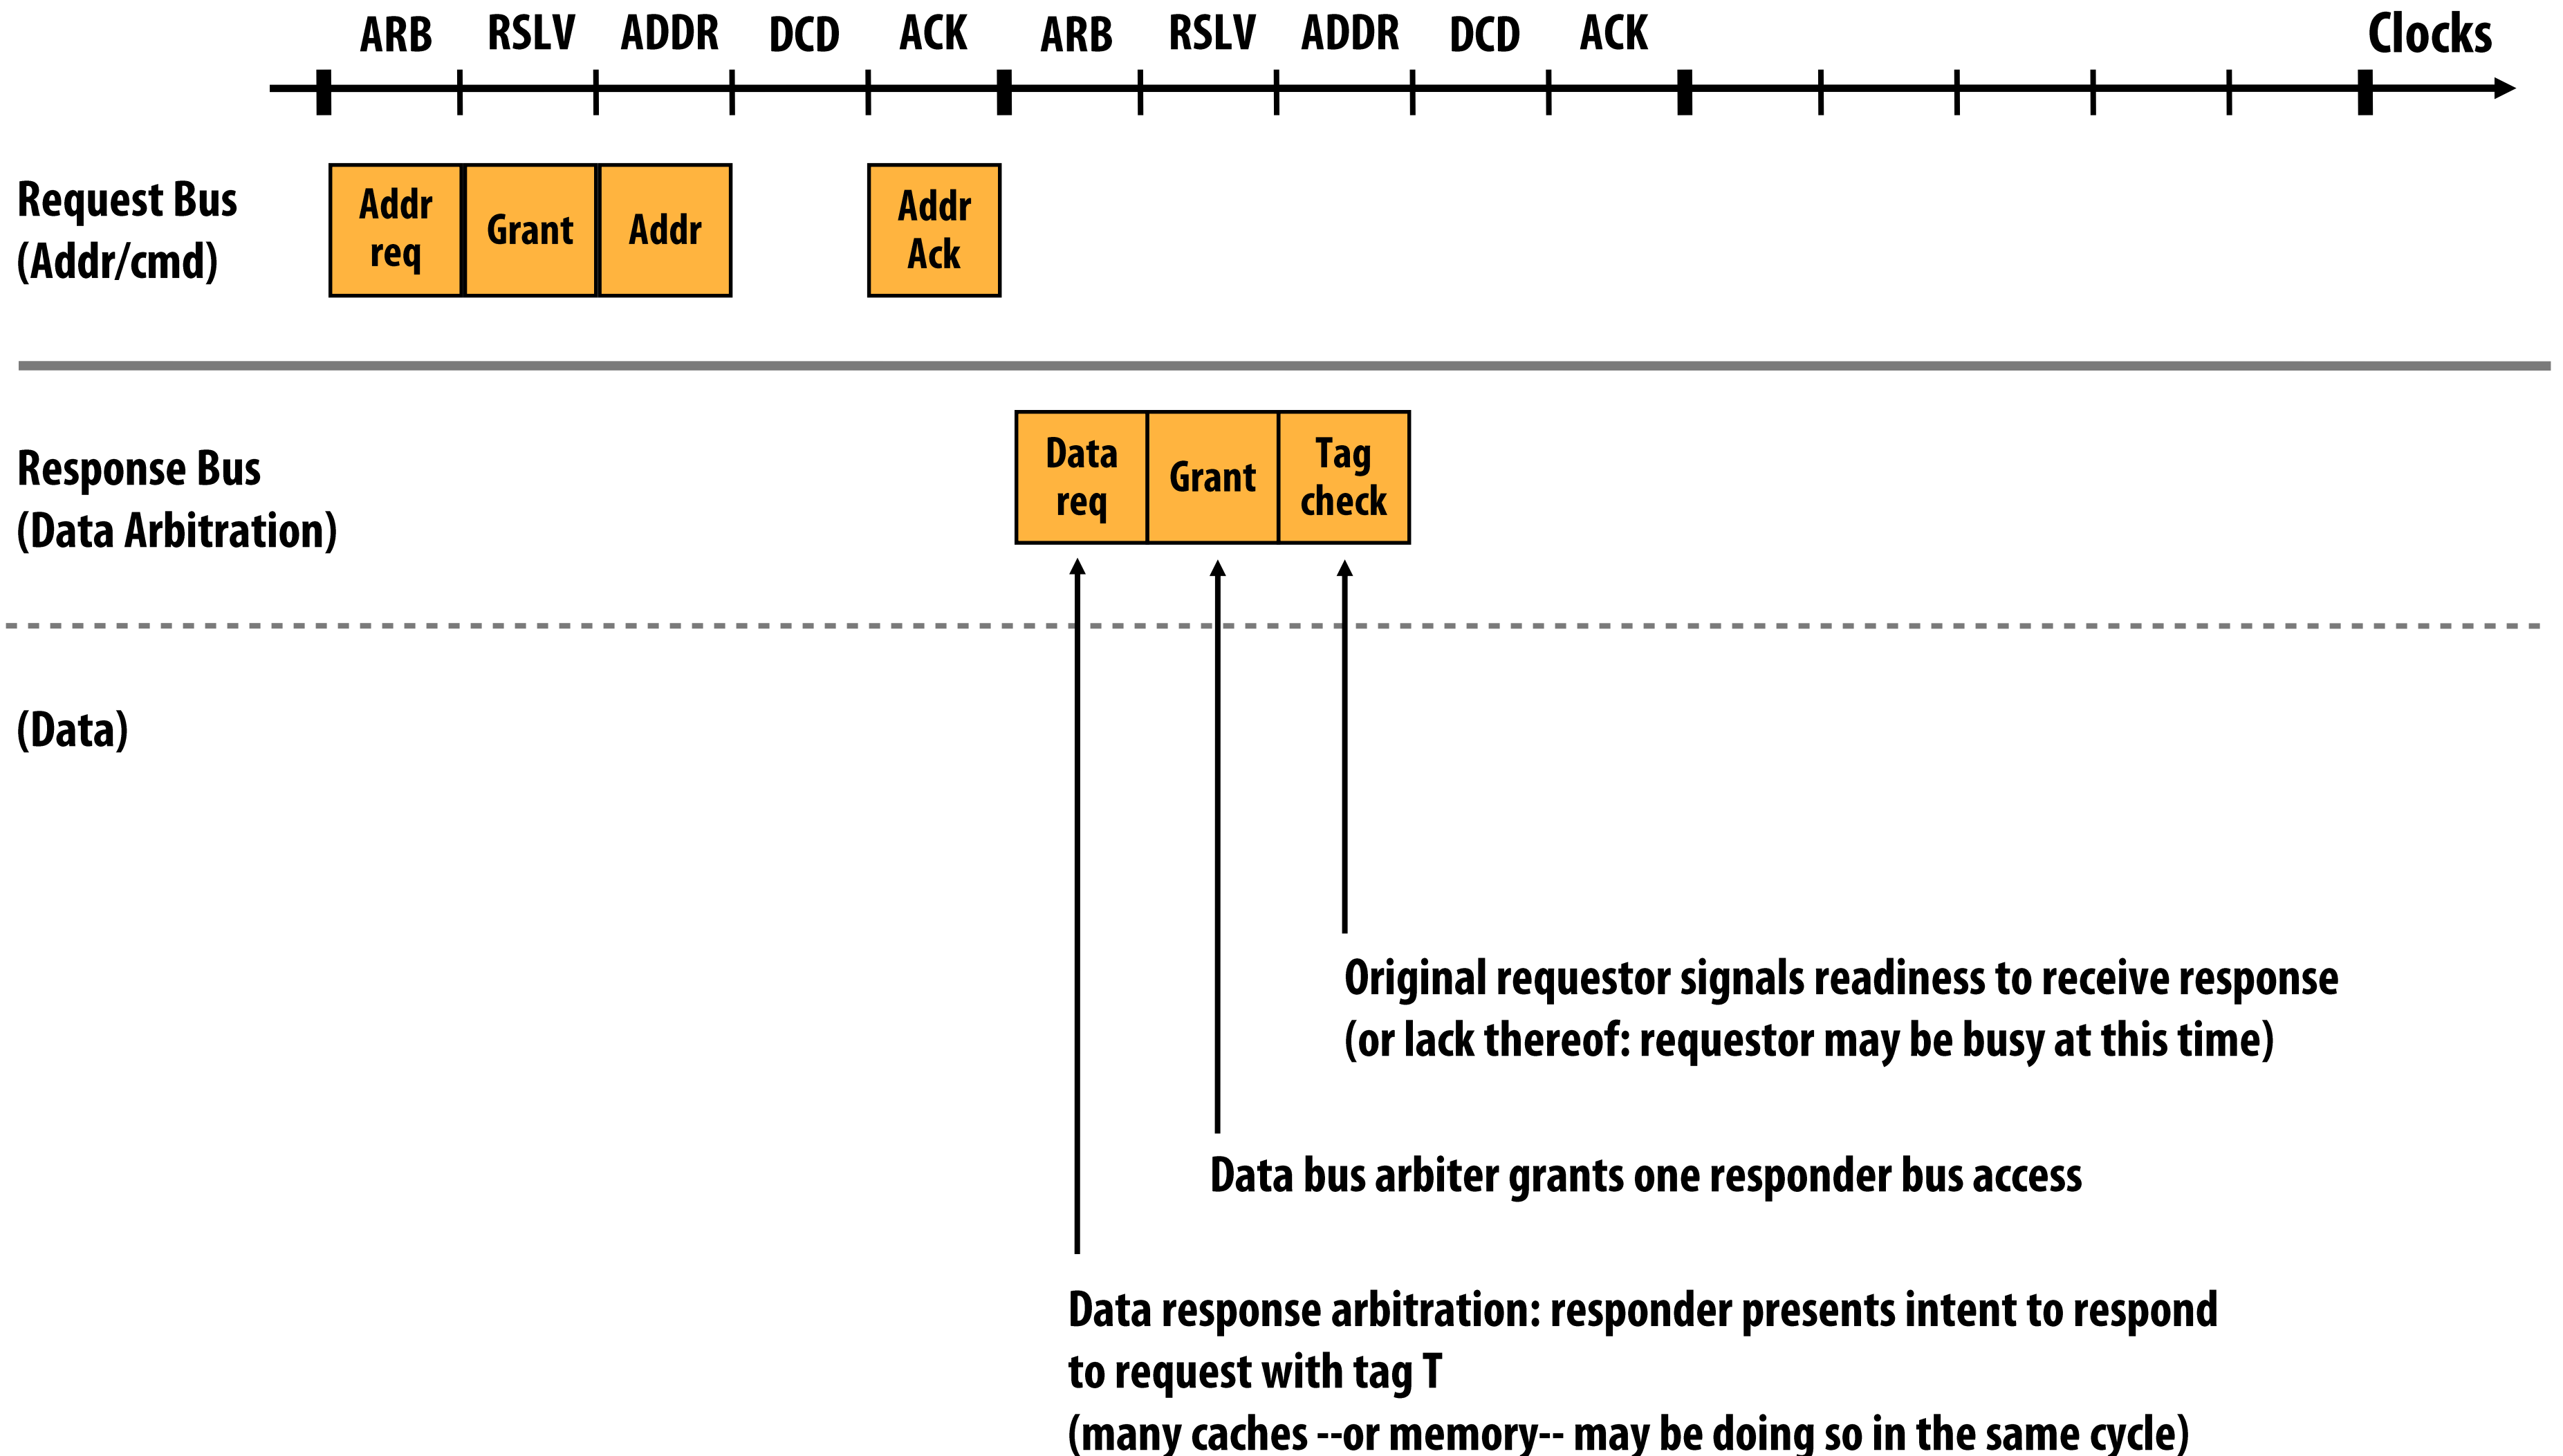 ARB RSLV ADDR DCD ACK ARB RSLV ADDR DCD ACK Clocks
Request Bus
(Addr/cmd)
Addr
req
Grant
Addr
Addr
Ack
Response Bus
(Data Arbitration)
Data
req
Grant
Tag
check
(Data)
Original requestor signals readiness to receive response
(or lack thereof: requestor may be busy at this time)
Data bus arbiter grants one responder bus access
Data response arbitration: responder presents intent to respond
to request with tag T
(many caches --or memory-- may be doing so in the same cycle)